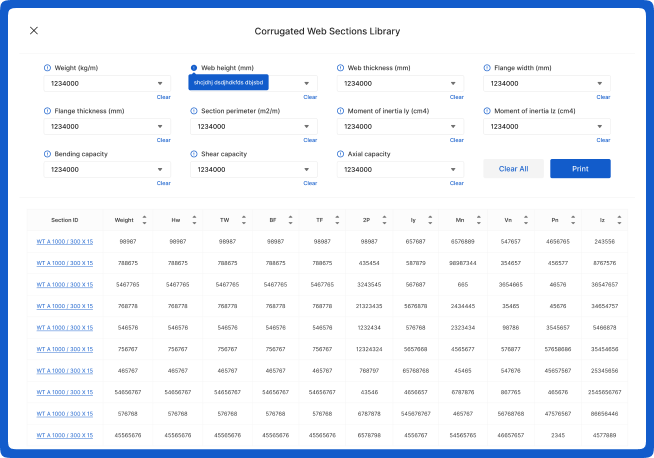 Corrugated Web Sections Library
Weight (kg/m) Web height (mm) Web thickness (mm) Flange width (mm)
1234000 shcjdhj dsdjhdkfds dbjsbd 1234000 1234000
Clear Clear Clear Clear
Flange thickness (mm) Section perimeter (m2/m) Moment of inertia Iy (cm4) Moment of inertia Iz (cm4)
1234000 1234000 1234000 1234000
Clear Clear Clear Clear
Bending capacity Shear capacity Axial capacity
1234000 1234000 1234000 Clear All Print
Clear Clear Clear
Section ID Weight Hw TW BF TF 2P Iy Mn Vn Pn Iz
WT A 1000 / 300 X 15 98987 98987 98987 98987 98987 98987 657687 6576889 547657 4656765 243556
WT A 1000 / 300 X 15 788675 788675 788675 788675 788675 435454 587879 98987344 354657 456577 8767576
WT A 1000 / 300 X 15 5467765 5467765 5467765 5467765 5467765 3243545 567687 665 3654665 46576 36547657
WT A 1000 / 300 X 15 768778 768778 768778 768778 768778 21323435 5676878 2434445 35465 45676 34654757
WT A 1000 / 300 X 15 546576 546576 546576 546576 546576 1232434 576768 2323434 98786 3545657 5466878
WT A 1000 / 300 X 15 756767 756767 756767 756767 756767 12324324 5657668 4565677 576877 57658686 35454656
WT A 1000 / 300 X 15 465767 465767 465767 465767 465767 768797 65768768 45465 547676 45657567 25345656
WT A 1000 / 300 X 15 54656767 54656767 54656767 54656767 54656767 43546 4656657 6787876 867765 465676 2545656767
WT A 1000 / 300 X 15 576768 576768 576768 576768 576768 6787878 545676767 465767 56768768 47576567 86656446
WT A 1000 / 300 X 15 45565676 45565676 45565676 45565676 45565676 6578798 4556767 54565765 46657657 2345 4577889